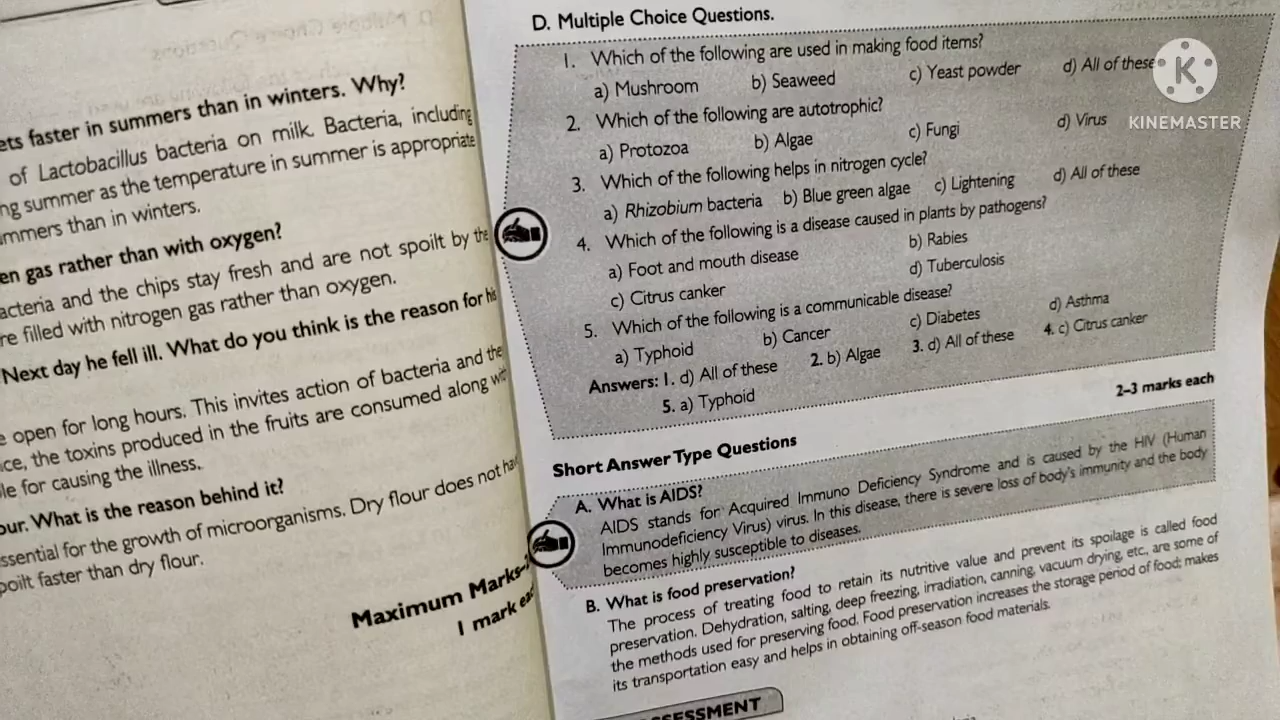 ets faster in summers than in winters. Why?
of Lactobacillus bacteria on milk. Bacteria, including
ng summer as the temperature in summer is appropriate
ummers than in winters.
en gas rather than with oxygen?
acteria and the chips stay fresh and are not spoilt by the
re filled with nitrogen gas rather than oxygen.
Next day he fell ill. What do you think is the reason for his
e open for long hours. This invites action of bacteria and the
ice, the toxins produced in the fruits are consumed along with
le for causing the illness.
our. What is the reason behind it?
ssential for the growth of microorganisms. Dry flour does not have
poilt faster than dry flour.
Maximum Marks-
1 mark eac
D. Multiple Choice Questions.
1. Which of the following are used in making food items?
a) Mushroom b) Seaweed c) Yeast powder d) All of these
2. Which of the following are autotrophic?
a) Protozoa b) Algae c) Fungi d) Virus
3. Which of the following helps in nitrogen cycle?
a) Rhizobium bacteria b) Blue green algae c) Lightening d) All of these
4. Which of the following is a disease caused in plants by pathogens?
a) Foot and mouth disease b) Rabies
c) Citrus canker d) Tuberculosis
5. Which of the following is a communicable disease?
a) Typhoid b) Cancer c) Diabetes d) Asthma
Answers: 1. d) All of these 2. b) Algae 3. d) All of these 4. c) Citrus canker
5. a) Typhoid
2–3 marks each
Short Answer Type Questions
A. What is AIDS?
AIDS stands for Acquired Immuno Deficiency Syndrome and is caused by the HIV (Human
Immunodeficiency Virus) virus. In this disease, there is severe loss of body's immunity and the body
becomes highly susceptible to diseases.
B. What is food preservation?
The process of treating food to retain its nutritive value and prevent its spoilage is called food
preservation. Dehydration, salting, deep freezing, irradiation, canning, vacuum drying, etc., are some of
the methods used for preserving food. Food preservation increases the storage period of food; makes
its transportation easy and helps in obtaining off-season food materials.
SSESSMENT
K
KINEMASTER